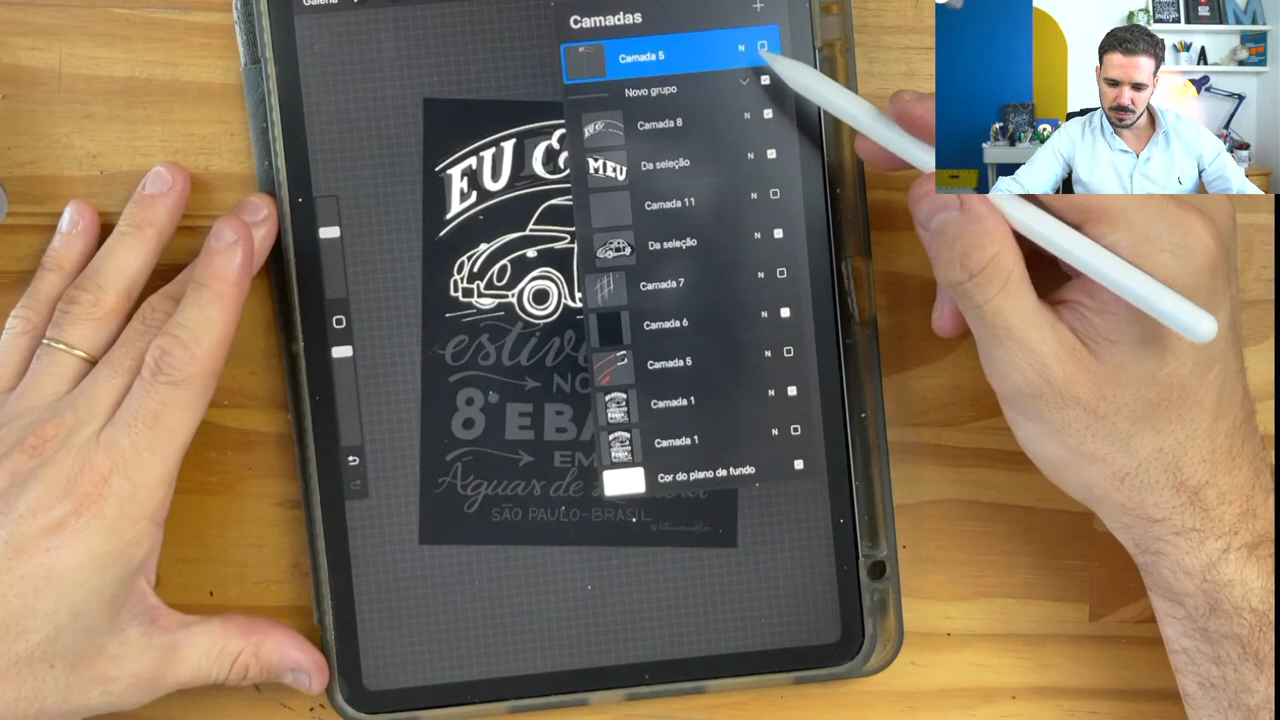 Galeria
Camadas
Camada 5
N
Novo grupo
Camada 8
N
MEU
Da seleção
N
Camada 11
N
Da seleção
N
Camada 7
N
Camada 6
N
Camada 5
N
Camada 1
N
Camada 1
N
Cor do plano de fundo
EU &
NO
8 EBA
EM
Águas de
SÃO PAULO-BRASIL